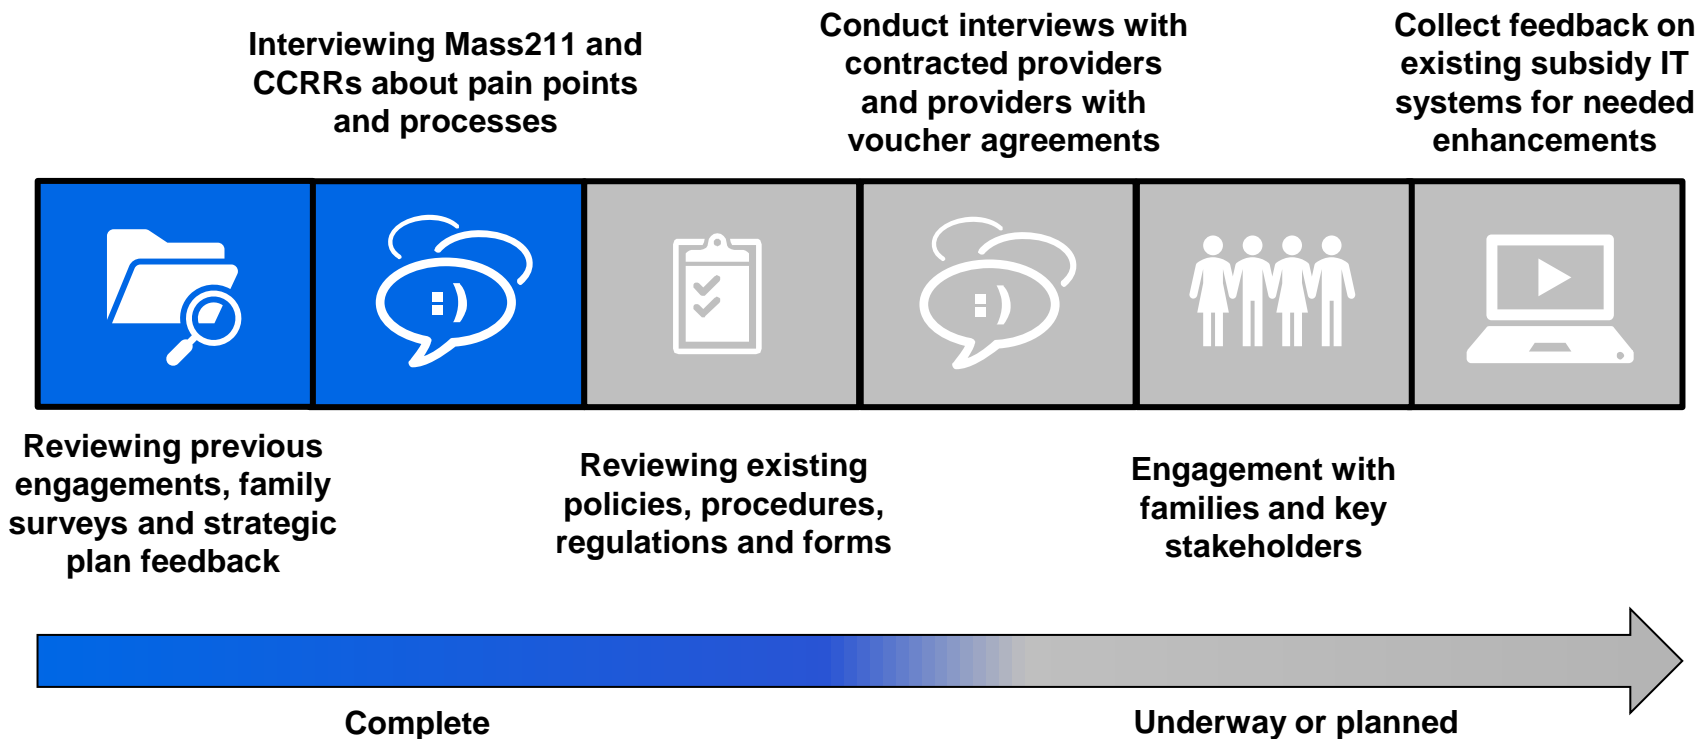 Interviewing Mass211 and
CCRRs about pain points
and processes
Conduct interviews with
contracted providers
and providers with
voucher agreements
Collect feedback on
existing subsidy IT
systems for needed
enhancements
:)
:)
Reviewing previous
engagements, family
surveys and strategic
plan feedback
Reviewing existing
policies, procedures,
regulations and forms
Engagement with
families and key
stakeholders
Complete
Underway or planned